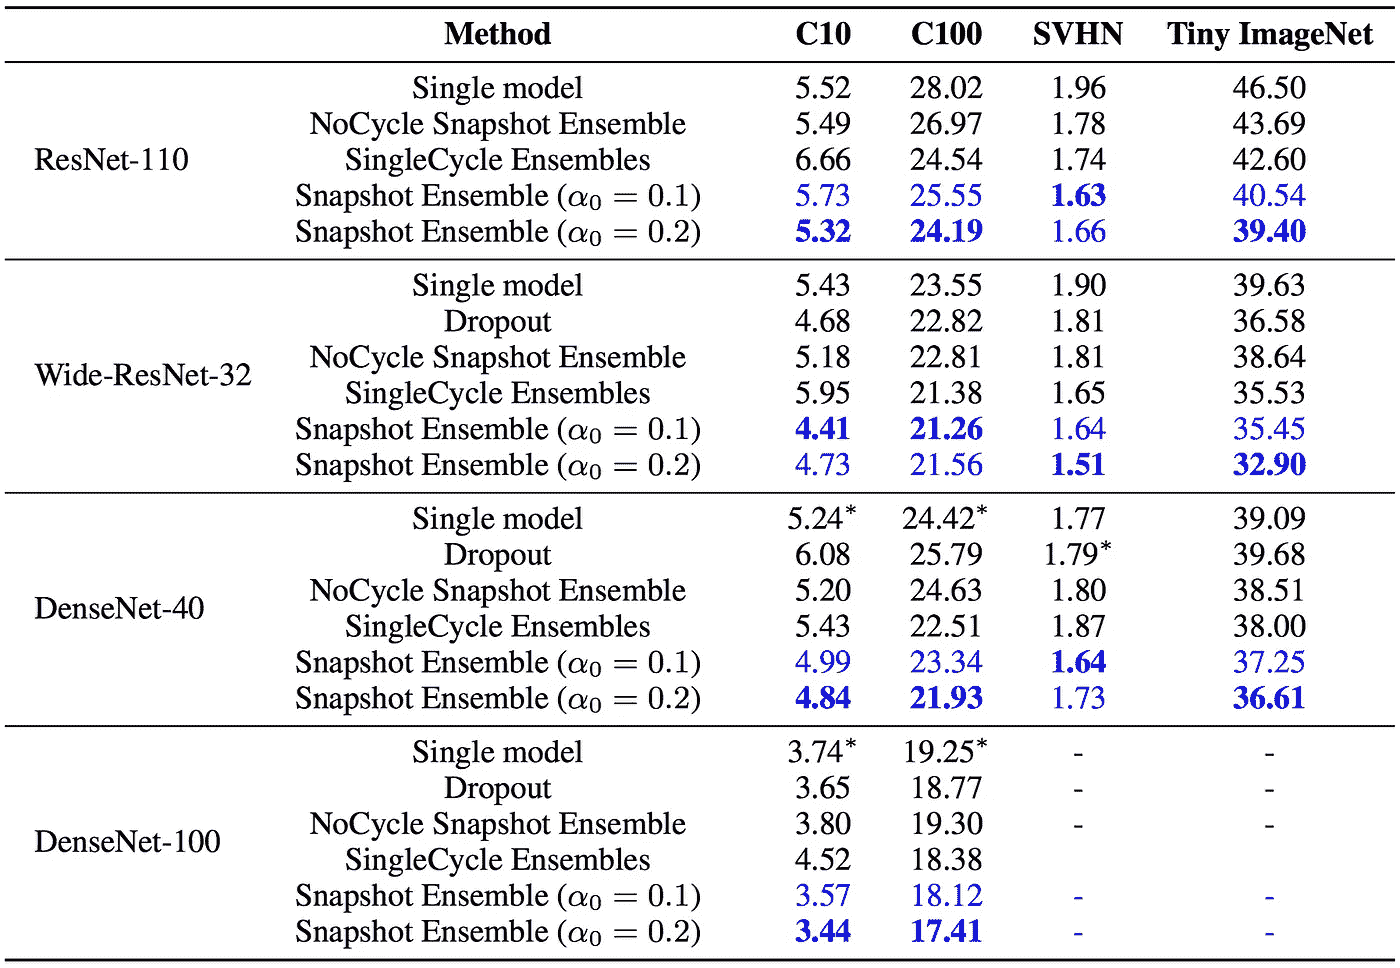 Method C10 C100 SVHN Tiny ImageNet
Single model 5.52 28.02 1.96 46.50
NoCycle Snapshot Ensemble 5.49 26.97 1.78 43.69
ResNet-110 SingleCycle Ensembles 6.66 24.54 1.74 42.60
Snapshot Ensemble (α₀ = 0.1) 5.73 25.55 1.63 40.54
Snapshot Ensemble (α₀ = 0.2) 5.32 24.19 1.66 39.40
Single model 5.43 23.55 1.90 39.63
Dropout 4.68 22.82 1.81 36.58
NoCycle Snapshot Ensemble 5.18 22.81 1.81 38.64
Wide-ResNet-32
SingleCycle Ensembles 5.95 21.38 1.65 35.53
Snapshot Ensemble (α₀ = 0.1) 4.41 21.26 1.64 35.45
Snapshot Ensemble (α₀ = 0.2) 4.73 21.56 1.51 32.90
Single model 5.24* 24.42* 1.77 39.09
Dropout 6.08 25.79 1.79* 39.68
NoCycle Snapshot Ensemble 5.20 24.63 1.80 38.51
DenseNet-40
SingleCycle Ensembles 5.43 22.51 1.87 38.00
Snapshot Ensemble (α₀ = 0.1) 4.99 23.34 1.64 37.25
Snapshot Ensemble (α₀ = 0.2) 4.84 21.93 1.73 36.61
Single model 3.74* 19.25* - -
Dropout 3.65 18.77 - -
NoCycle Snapshot Ensemble 3.80 19.30 - -
DenseNet-100
SingleCycle Ensembles 4.52 18.38
Snapshot Ensemble (α₀ = 0.1) 3.57 18.12 - -
Snapshot Ensemble (α₀ = 0.2) 3.44 17.41 - -